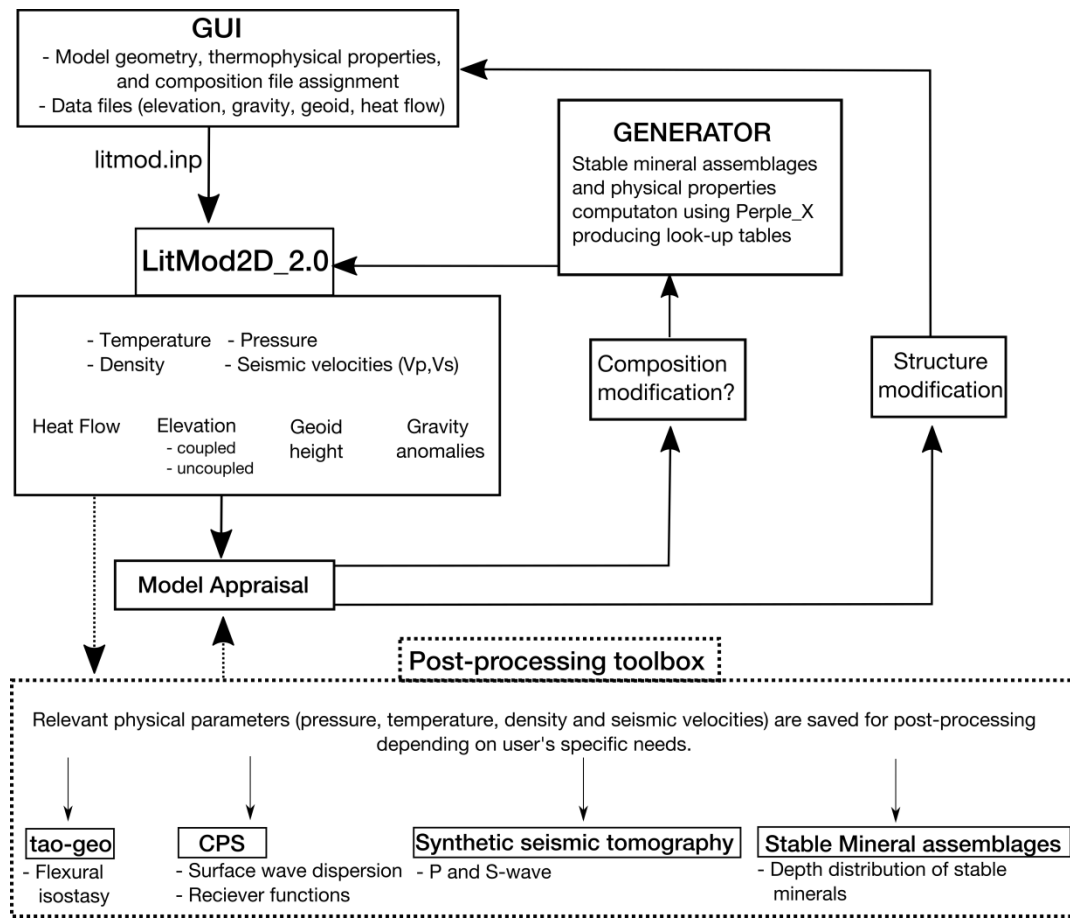 GUI
- Model geometry, thermophysical properties,
and composition file assignment
- Data files (elevation, gravity, geoid, heat flow)
litmod.inp
GENERATOR
Stable mineral assemblages
and physical properties
computaton using Perple_X
producing look-up tables
LitMod2D_2.0
- Temperature - Pressure
- Density - Seismic velocities (Vp,Vs)
Heat Flow
Elevation
- coupled
- uncoupled
Geoid
height
Gravity
anomalies
Composition
modification?
Structure
modification
Model Appraisal
Post-processing toolbox
Relevant physical parameters (pressure, temperature, density and seismic velocities) are saved for post-processing
depending on user's specific needs.
tao-geo
- Flexural
isostasy
CPS
- Surface wave dispersion
- Reciever functions
Synthetic seismic tomography
- P and S-wave
Stable Mineral assemblages
- Depth distribution of stable
minerals